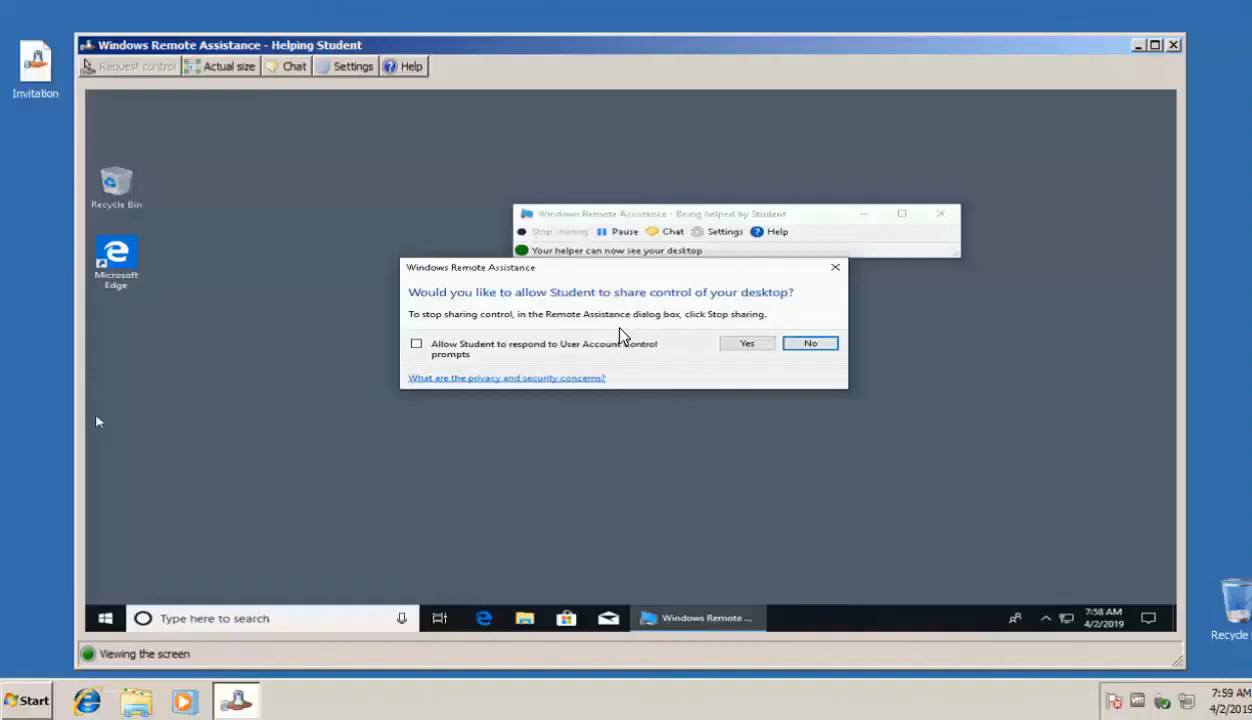 Invitation
Windows Remote Assistance - Helping Student
Request control
Actual size
Chat
Settings
Help
Recycle Bin
Microsoft
Edge
Windows Remote Assistance - Being helped by Student
Stop sharing
Pause
Chat
Settings
Help
Your helper can now see your desktop
Windows Remote Assistance
Would you like to allow Student to share control of your desktop?
To stop sharing control, in the Remote Assistance dialog box, click Stop sharing.
Allow Student to respond to User Account Control
prompts
Yes
No
What are the privacy and security concerns?
Type here to search
Windows Remote ...
7:58 AM
4/2/2019
Viewing the screen
Recycle
Start
7:59 AM
4/2/2019